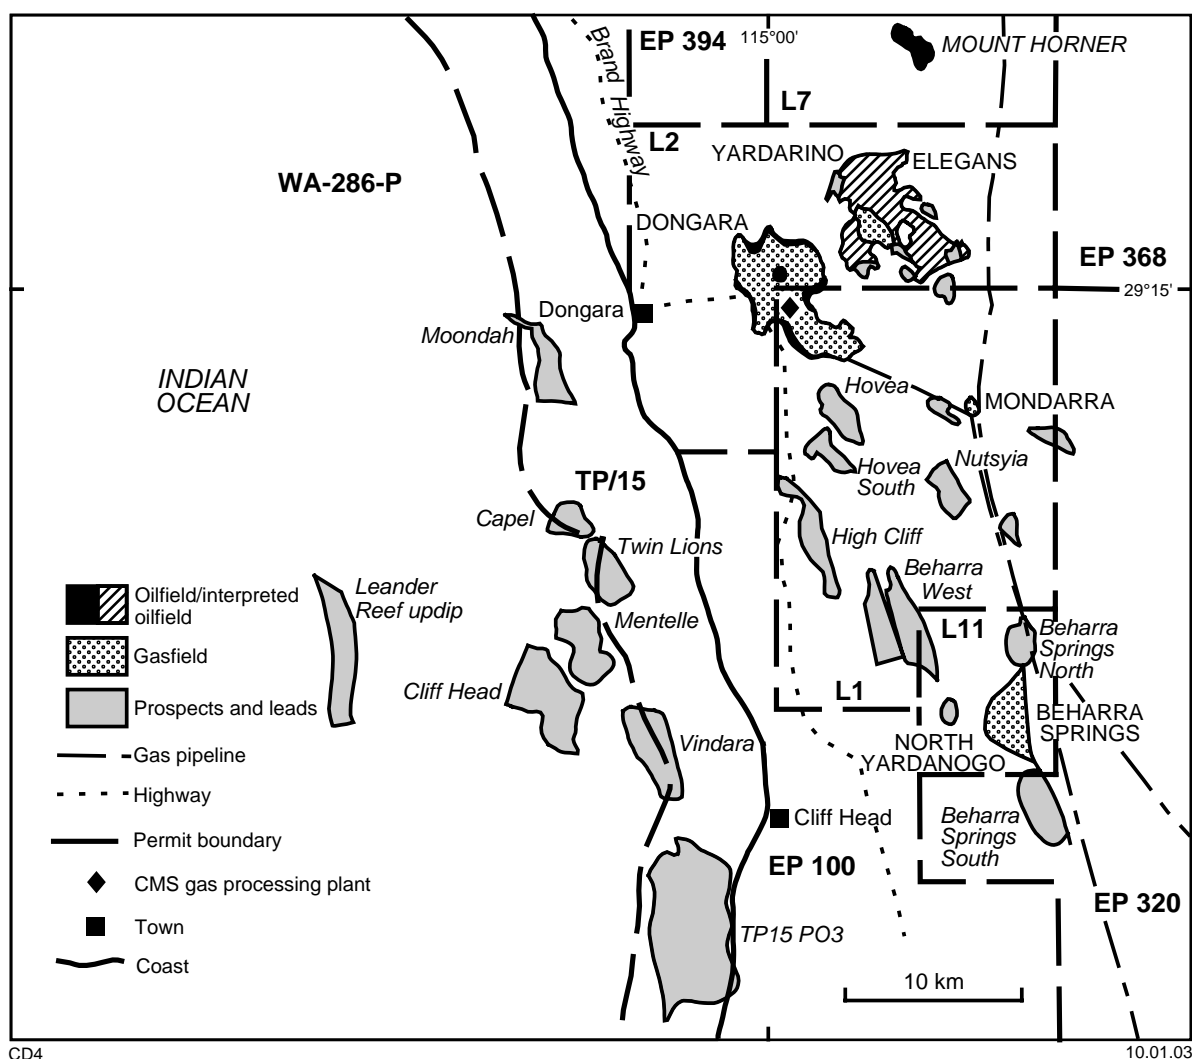 EP 394
115°00'
MOUNT HORNER
Brand Highway
L7
L2
YARDARINO
ELEGANS
WA-286-P
DONGARA
EP 368
29°15'
Dongara
Moondah
INDIAN
OCEAN
Hovea
MONDARRA
Hovea
South
Nutsyia
TP/15
Capel
Twin Lions
High Cliff
Beharra
West
Leander
Reef updip
Mentelle
L11
Beharra
Springs
North
Cliff Head
L1
Vindara
NORTH
YARDANOGO
BEHARRA
SPRINGS
Oilfield/interpreted
oilfield
Gasfield
Prospects and leads
Gas pipeline
Highway
Permit boundary
CMS gas processing plant
Town
Coast
Cliff Head
EP 100
Beharra
Springs
South
EP 320
TP15 PO3
10 km
CD4
10.01.03